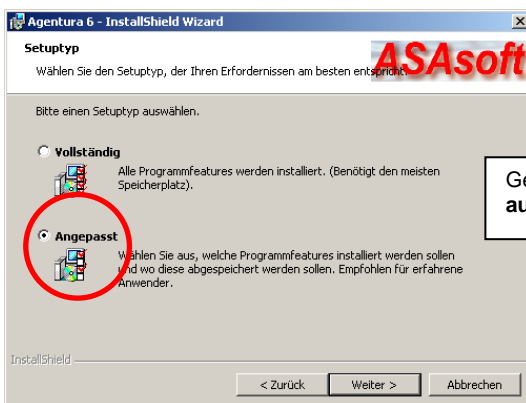 Agentura 6 - InstallShield Wizard
Setuptyp
Wählen Sie den Setuptyp, der Ihren Erfordernissen am besten entspricht.
ASAsoft
Bitte einen Setuptyp auswählen.
Vollständig
Alle Programmfeatures werden installiert. (Benötigt den meisten
Speicherplatz).
Angepasst
Wählen Sie aus, welche Programmfeatures installiert werden sollen
und wo diese abgespeichert werden sollen. Empfohlen für erfahrene
Anwender.
InstallShield
< Zurück
Weiter >
Abbrechen